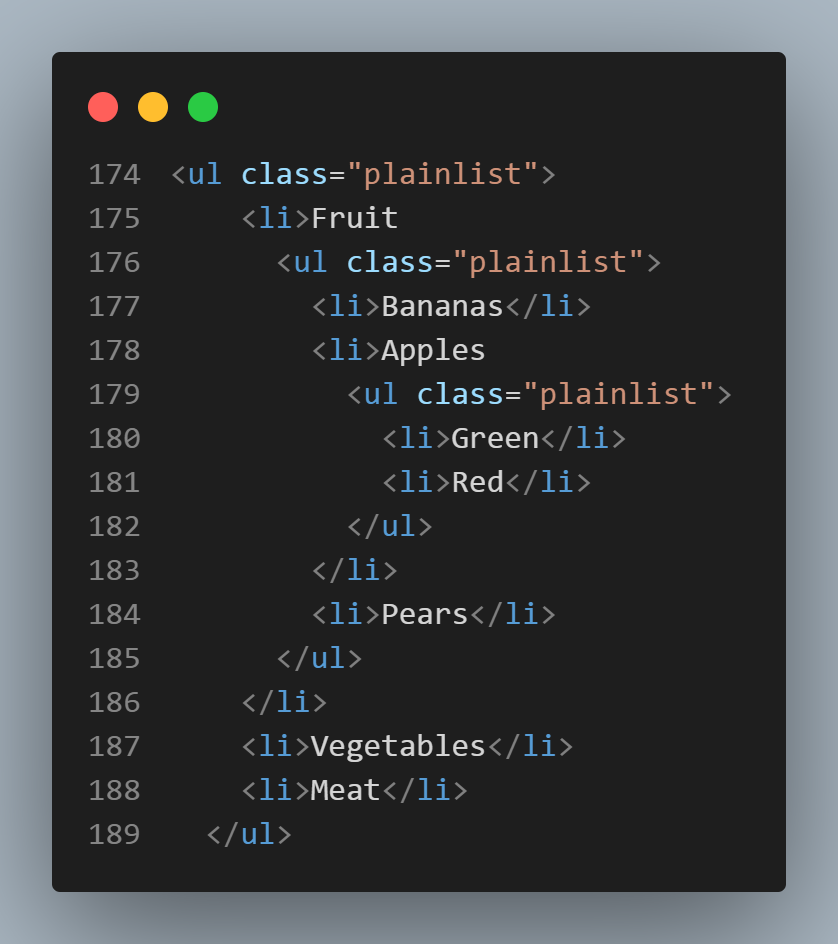 174 <ul class="plainlist">
175     <li>Fruit
176       <ul class="plainlist">
177         <li>Bananas</li>
178         <li>Apples
179           <ul class="plainlist">
180             <li>Green</li>
181             <li>Red</li>
182           </ul>
183         </li>
184         <li>Pears</li>
185       </ul>
186     </li>
187     <li>Vegetables</li>
188     <li>Meat</li>
189   </ul>